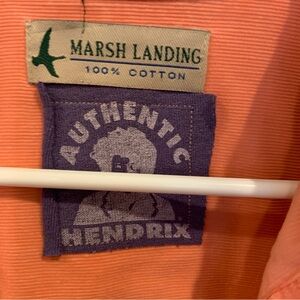 MARSH LANDING
100% COTTON
AUTHENTIC
HENDRIX